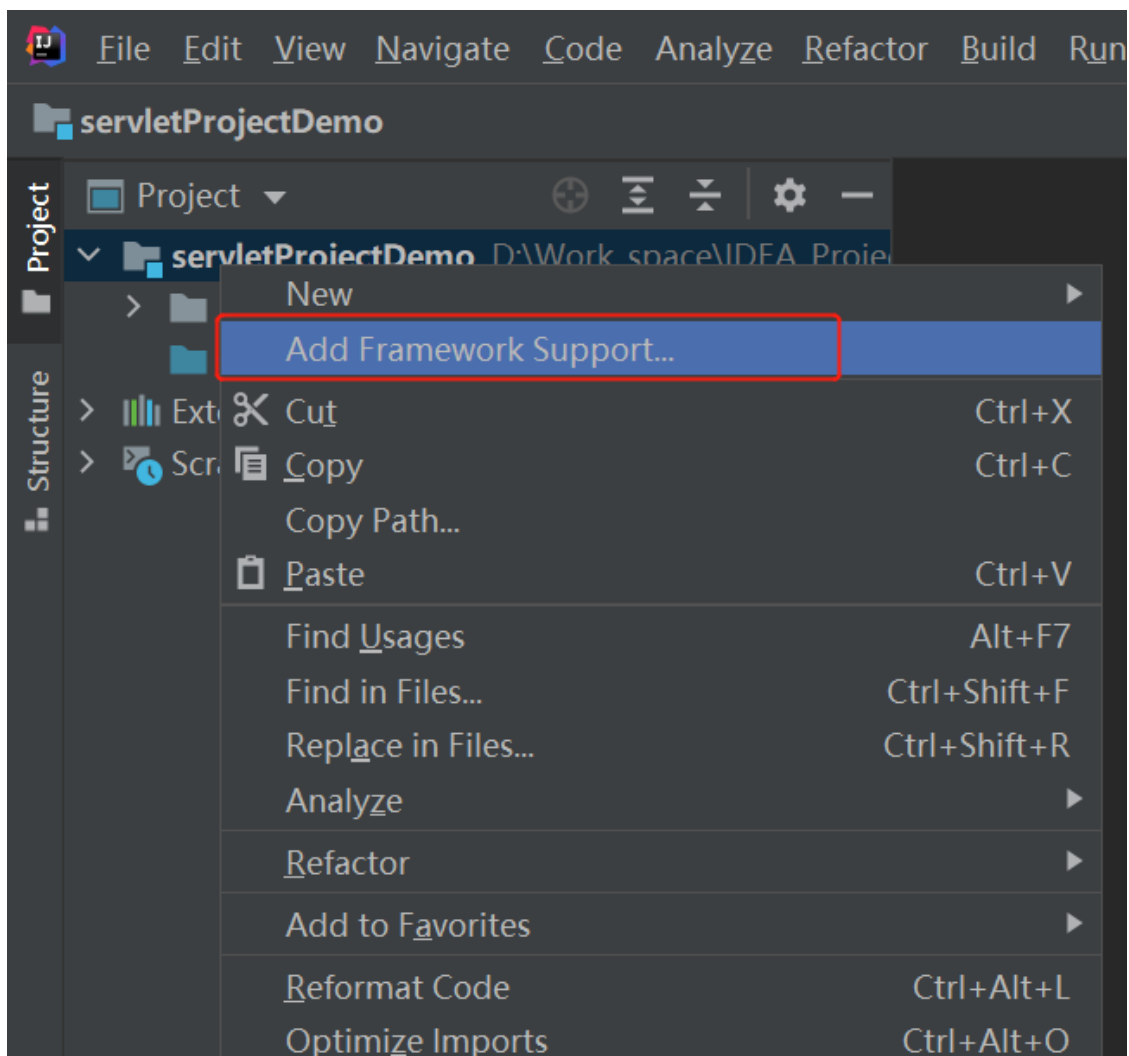 IJ
File Edit View Navigate Code Analyze Refactor Build Run
servletProjectDemo
Project
Project
servletProjectDemo D:\Work_space\IDEA_Proje
New
Add Framework Support...
Structure
Ext
Cut Ctrl+X
Scr
Copy Ctrl+C
Copy Path...
Paste Ctrl+V
Find Usages Alt+F7
Find in Files... Ctrl+Shift+F
Replace in Files... Ctrl+Shift+R
Analyze
Refactor
Add to Favorites
Reformat Code Ctrl+Alt+L
Optimize Imports Ctrl+Alt+O